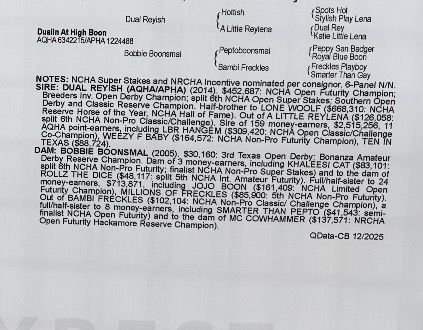 Hottish
Spots Hot
Stylish Play Lena
Dual Reyish
A Little Reylena
Dual Rey
Katie Little Lena
Dualin At High Boon
AQHA 6342215/APHA 1224488
Peptoboonsmal
Peppy San Badger
Royal Blue Boon
Bobbie Boonsmal
Bambi Freckles
Freckles Playboy
Smarter Than Gay
NOTES: NCHA Super Stakes and NRCHA Incentive nominated per consignor. 6-Panel N/N.
SIRE: DUAL REYISH (AQHA/APHA) (2014). $452,687: NCHA Open Futurity Champion;
Breeders Inv. Open Derby Champion; split 6th NCHA Open Super Stakes; Southern Open
Derby and Classic Reserve Champion. Half-brother to LONE WOLF ($668,310: NCHA
Reserve Horse of the Year, NCHA Hall of Fame). Out of A LITTLE REYLENA ($126,058:
split 6th NCHA Non-Pro Classic/Challenge). Sire of 159 money-earners, $2,515,256, 11
AQHA point-earners, including LBR HANGEM ($309,420: NCHA Open Classic/Challenge
Co-Champion), WEEZY F BABY ($164,572: NCHA Non-Pro Champion), TEN IN
TEXAS ($88,724).
DAM: BOBBIE BOONSMAL (2005). $30,160: 3rd Texas Open Derby; Bonanza Amateur
Derby Reserve Champion. Dam of 3 money-earners, including KHALEESI CAT ($83,101:
split 6th NCHA Non-Pro Futurity; finalist NCHA Non-Pro Super Stakes) and to the dam of
ROLLZ THE DICE ($48,117: split 5th NCHA Int. Amateur Futurity). Full/half-sister to 24
money-earners, $713,671, including JOJO BOON ($161,409: NCHA Limited Open
Futurity Champion), MILLIONS OF FRECKLES ($85,900: 5th NCHA Non-Pro Futurity).
Out of BAMBI FRECKLES ($102,104: NCHA Non-Pro Classic/ Challenge Champion), a
full/half-sister to 8 money-earners, including SMARTER THAN PEPTO ($41,543: semi-
finalist NCHA Open Futurity) and to the dam of MC COWHAMMER ($137,571: NRCHA
Open Futurity Hackamore Reserve Champion).
QData-CB 12/2025